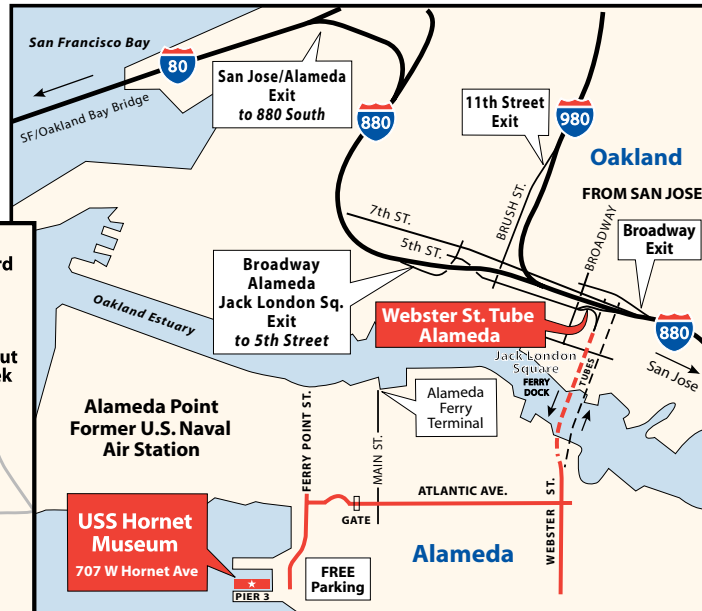 San Francisco Bay
80
SF/Oakland Bay Bridge
San Jose/Alameda
Exit
to 880 South
880
11th Street
Exit
980
Oakland
FROM SAN JOSE
7th ST.
5th ST.
BRUSH ST.
BROADWAY
Broadway
Exit
Broadway
Alameda
Jack London Sq.
Exit
to 5th Street
Oakland Estuary
Webster St. Tube
Alameda
880
San Jose
Jack London
Square
FERRY
DOCK
TUBES
rd
ut
ek
Alameda Point
Former U.S. Naval
Air Station
FERRY POINT ST.
MAIN ST.
Alameda
Ferry
Terminal
ATLANTIC AVE.
GATE
WEBSTER ST.
USS Hornet
Museum
707 W Hornet Ave
PIER 3
FREE
Parking
Alameda